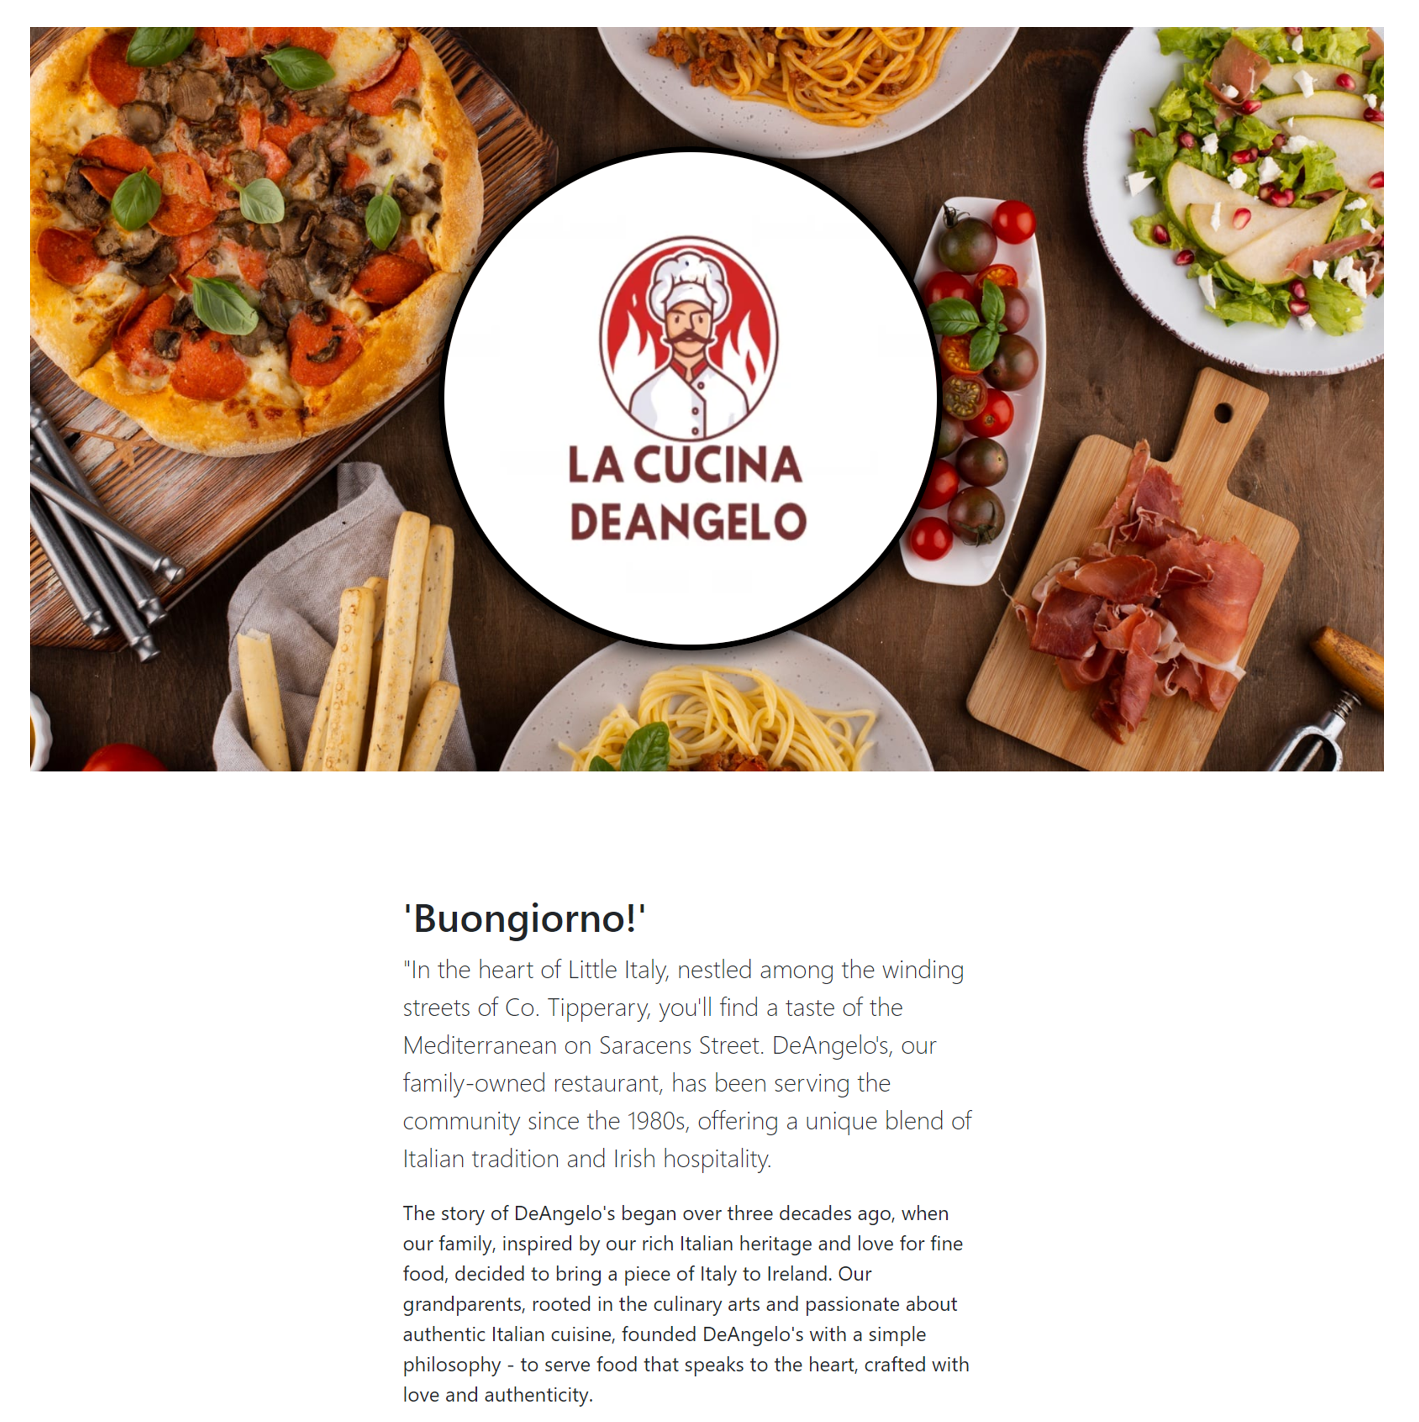 LA CUCINA
DEANGELO
'Buongiorno!'
"In the heart of Little Italy, nestled among the winding
streets of Co. Tipperary, you'll find a taste of the
Mediterranean on Saracens Street. DeAngelo's, our
family-owned restaurant, has been serving the
community since the 1980s, offering a unique blend of
Italian tradition and Irish hospitality.
The story of DeAngelo's began over three decades ago, when
our family, inspired by our rich Italian heritage and love for fine
food, decided to bring a piece of Italy to Ireland. Our
grandparents, rooted in the culinary arts and passionate about
authentic Italian cuisine, founded DeAngelo's with a simple
philosophy - to serve food that speaks to the heart, crafted with
love and authenticity.